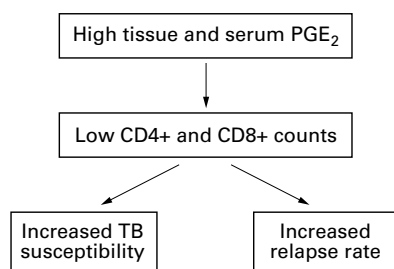 High tissue and serum PGE₂
Low CD4+ and CD8+ counts
Increased TB
susceptibility
Increased
relapse rate